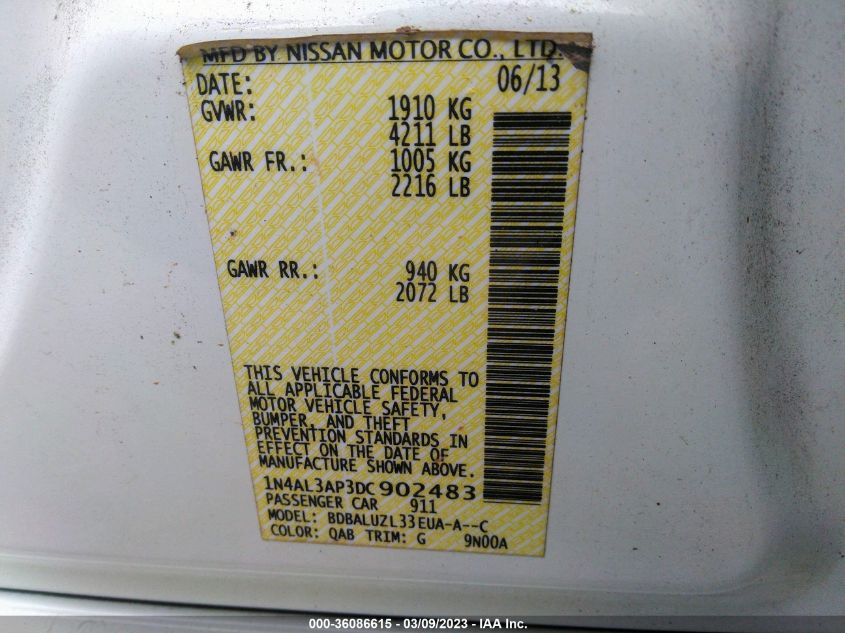 MFD BY NISSAN MOTOR CO., LTD.
DATE: 06/13
GVWR: 1910 KG
4211 LB
GAWR FR.: 1005 KG
2216 LB
GAWR RR.: 940 KG
2072 LB
THIS VEHICLE CONFORMS TO
ALL APPLICABLE FEDERAL
MOTOR VEHICLE SAFETY,
BUMPER, AND THEFT
PREVENTION STANDARDS IN
EFFECT ON THE DATE OF
MANUFACTURE SHOWN ABOVE.
1N4AL3AP3DC902483
PASSENGER CAR 911
MODEL: BDBALUZL33EUA-A--C
COLOR: QAB TRIM: G 9N00A
000-36086615 - 03/09/2023 - IAA Inc.